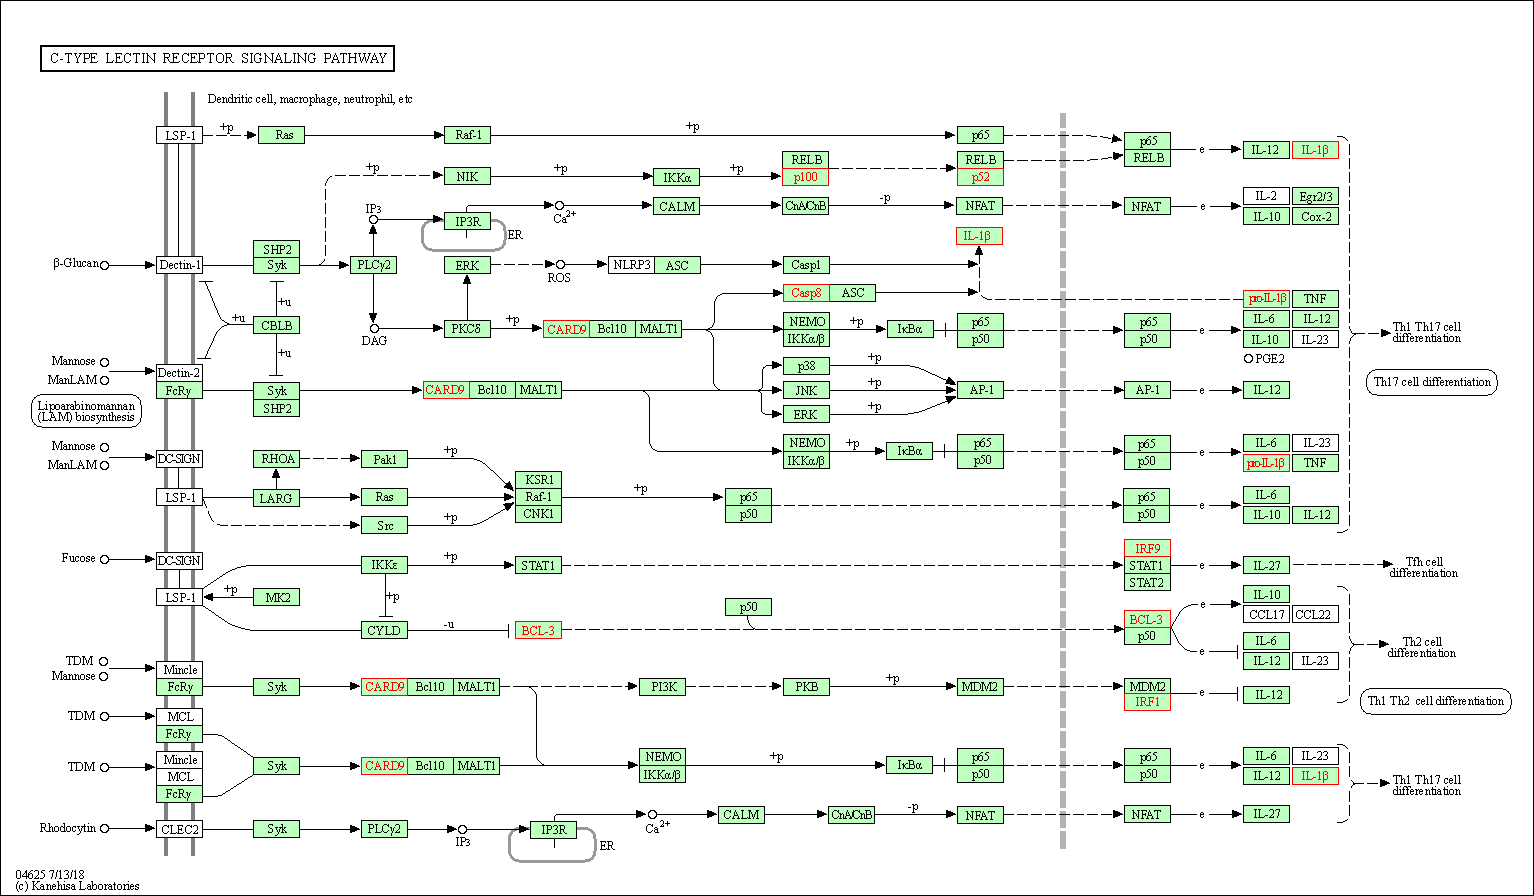 C-TYPE LECTIN RECEPTOR SIGNALING PATHWAY
Dendritic cell, macrophage, neutrophil, etc
LSP-1 +p Ras Raf-1 +p p65 p65
RELB e IL-12 IL-1β
+p NIK +p IKKα +p RELB
p100 RELB
p52
IP3 IP3R ER Ca2+ CALM CnA/CnB -p NFAT NFAT e IL-2 Egr2/3
IL-10 Cox-2
IL-1β
β-Glucan Dectin-1 SHP2
Syk PLCγ2 ERK ROS NLRP3 ASC Casp1
Casp8 ASC pro-IL-1β TNF
+u CBLB +u DAG PKCδ +p CARD9 Bcl10 MALT1 NEMO
IKKα/β +p IκBα p65
p50 p65
p50 e IL-6 IL-12
IL-10 IL-23
PGE2
Th1 Th17 cell
differentiation
+u
Mannose
ManLAM
Dectin-2
FcRγ Syk
SHP2 CARD9 Bcl10 MALT1
p38 +p
JNK +p AP-1 AP-1 e IL-12
ERK +p
Th17 cell differentiation
Lipoarabinomannan
(LAM) biosynthesis
Mannose
ManLAM
DC-SIGN RHOA Pak1 +p
NEMO
IKKα/β +p IκBα p65
p50 p65
p50 e IL-6 IL-23
pro-IL-1β TNF
LSP-1 LARG Ras KSR1
Raf-1
CNK1 +p p65
p50 p65
p50 e IL-6
IL-10 IL-12
Src +p
Fucose DC-SIGN IKKε +p STAT1 IRF9
STAT1
STAT2 e IL-27 Tfh cell
differentiation
LSP-1 +p MK2 +p
CYLD -u BCL-3 p50 BCL-3
p50 e IL-10
CCL17 CCL22
e IL-6
IL-12 IL-23
Th2 cell
differentiation
TDM
Mannose
Mincle
FcRγ Syk CARD9 Bcl10 MALT1 PI3K PKB +p MDM2 MDM2
IRF1 e IL-12
Th1 Th2 cell differentiation
TDM MCL
FcRγ
TDM Mincle
MCL
FcRγ Syk CARD9 Bcl10 MALT1 NEMO
IKKα/β +p IκBα p65
p50 p65
p50 e IL-6 IL-23
IL-12 IL-1β
Th1 Th17 cell
differentiation
Rhodocytin CLEC2 Syk PLCγ2 IP3 IP3R ER Ca2+ CALM CnA/CnB -p NFAT NFAT e IL-27
04625 7/13/18
(c) Kanehisa Laboratories